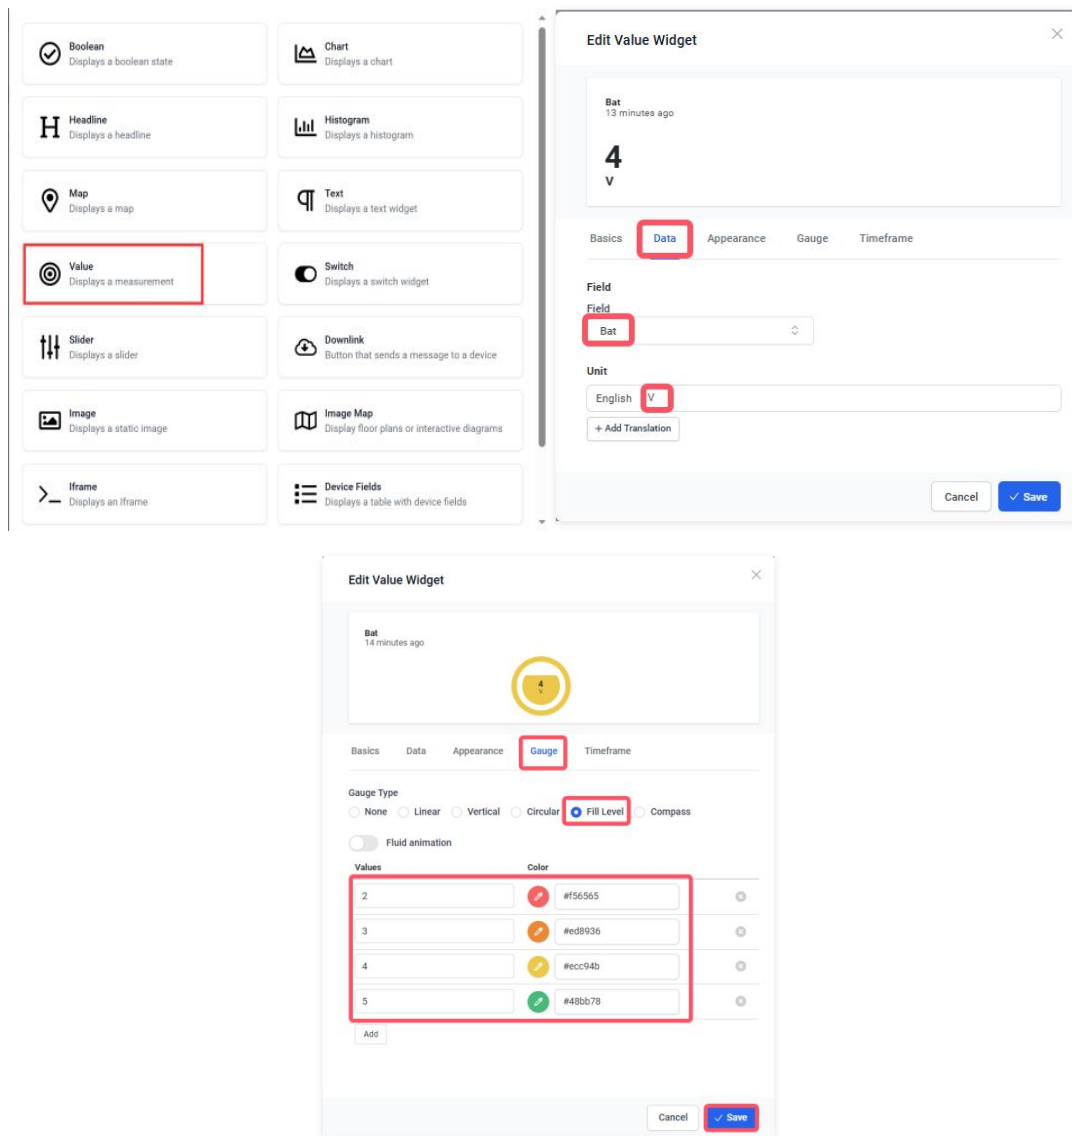 Boolean
Displays a boolean state
Chart
Displays a chart
Headline
Displays a headline
Histogram
Displays a histogram
Map
Displays a map
Text
Displays a text widget
Value
Displays a measurement
Switch
Displays a switch widget
Slider
Displays a slider
Downlink
Button that sends a message to a device
Image
Displays a static image
Image Map
Display floor plans or interactive diagrams
Iframe
Displays an Iframe
Device Fields
Displays a table with device fields
Edit Value Widget
Bat
13 minutes ago
4
V
Basics Data Appearance Gauge Timeframe
Field
Field
Bat
Unit
English V
+ Add Translation
Cancel Save
Edit Value Widget
Bat
14 minutes ago
4
V
Basics Data Appearance Gauge Timeframe
Gauge Type
None Linear Vertical Circular Fill Level Compass
Fluid animation
Values Color
2 #f56565
3 #ed8936
4 #ecc94b
5 #48bb78
Add
Cancel Save